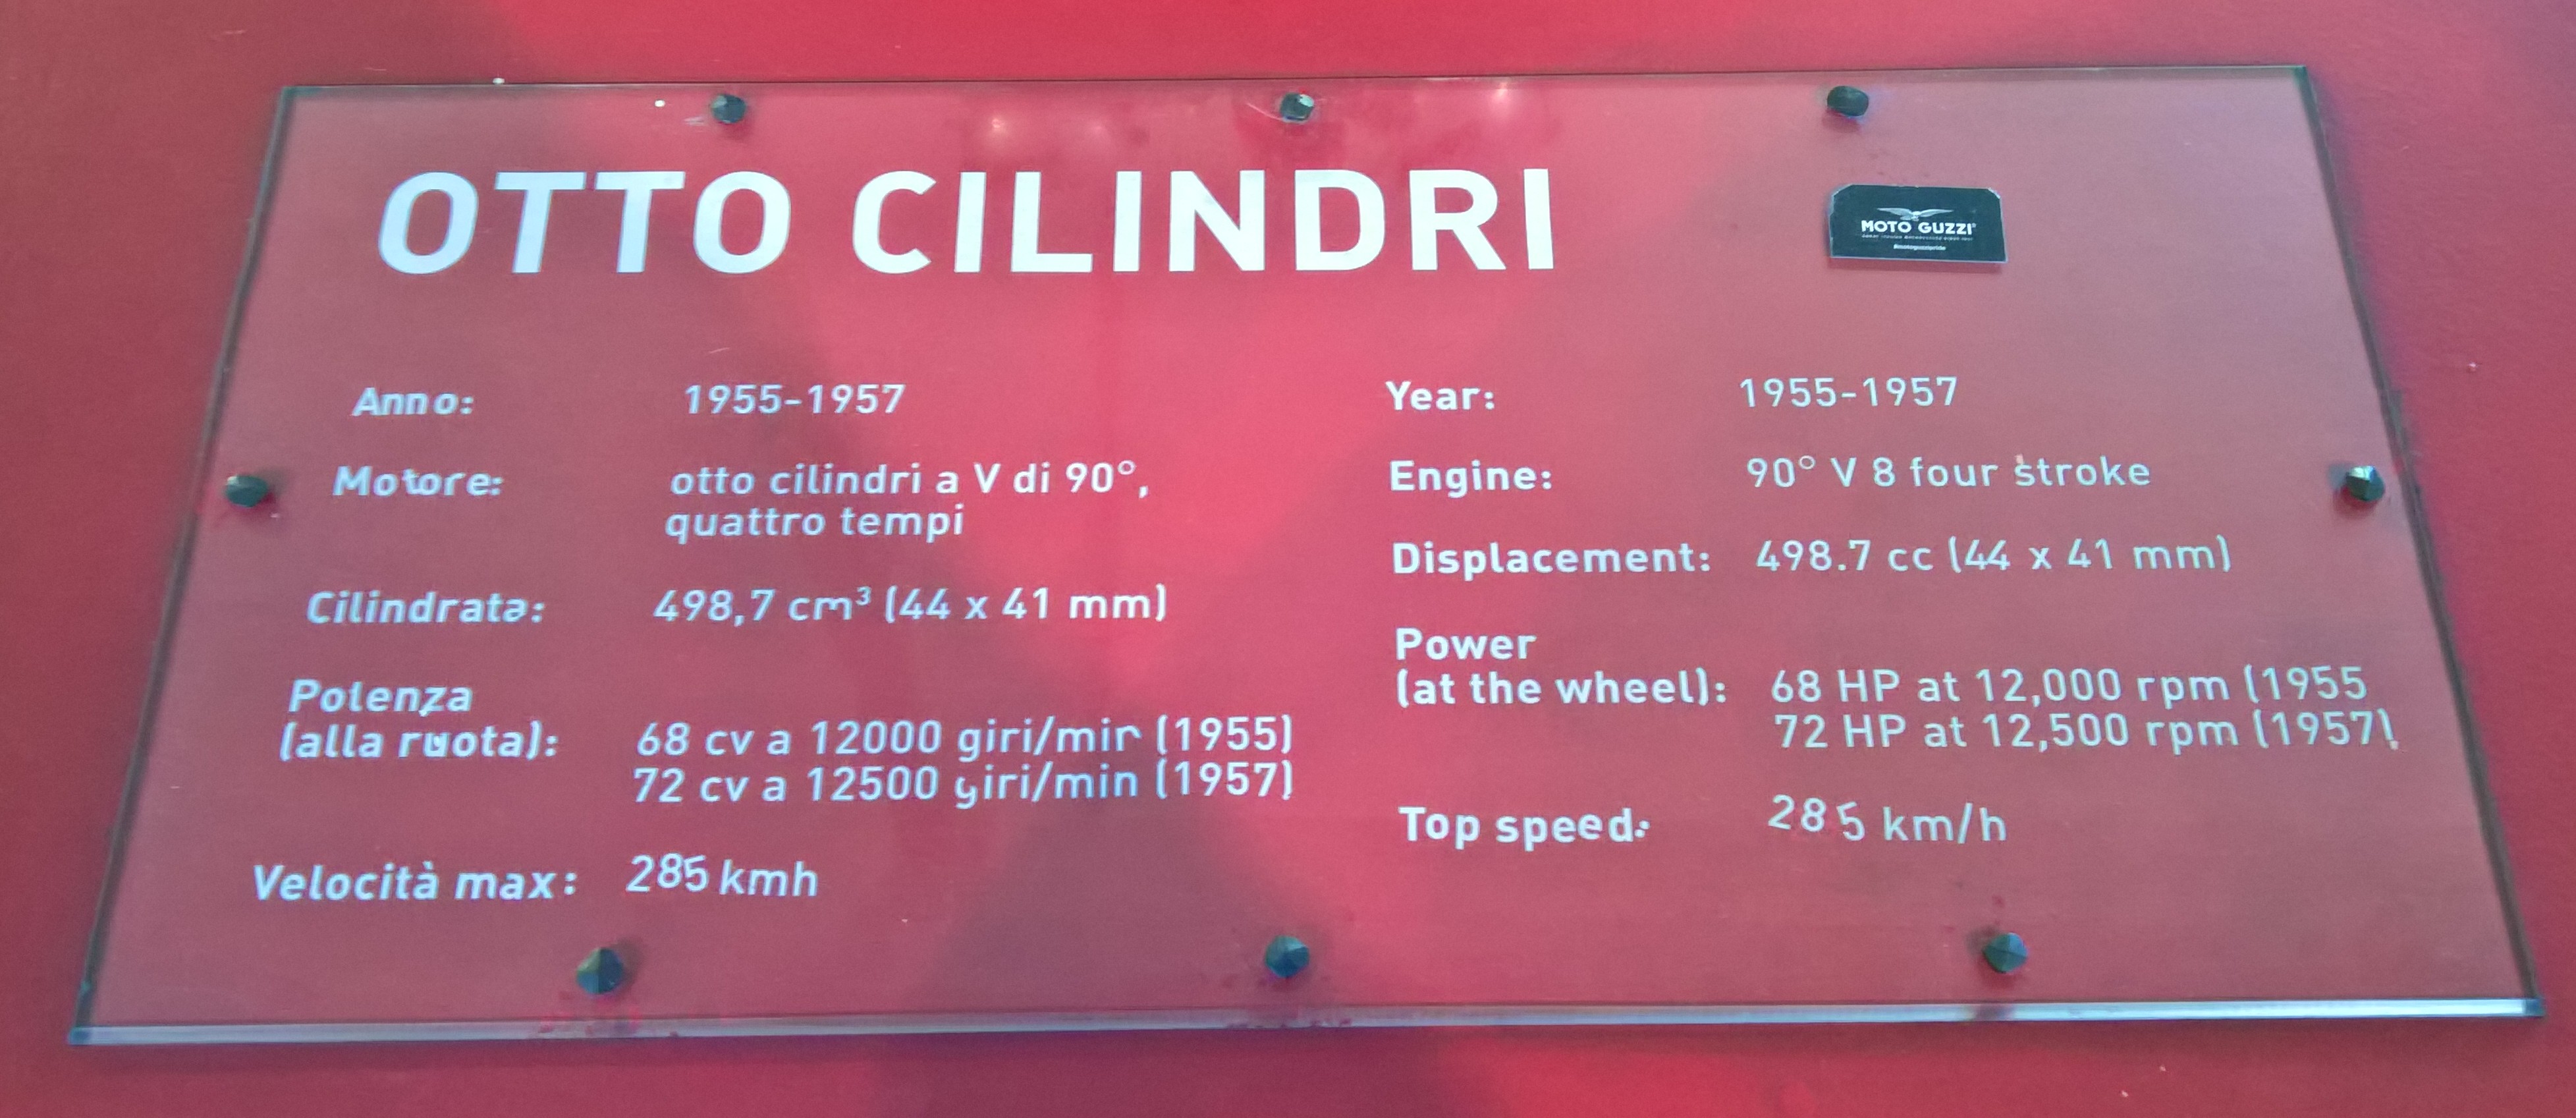 OTTO CILINDRI
MOTO GUZZI®
Anno: 1955-1957
Motore: otto cilindri a V di 90°,
quattro tempi
Cilindrata: 498,7 cm³ (44 x 41 mm)
Potenza
(alla ruota): 68 cv a 12000 giri/min (1955)
72 cv a 12500 giri/min (1957)
Velocità max: 285 kmh
Year: 1955-1957
Engine: 90° V 8 four stroke
Displacement: 498.7 cc (44 x 41 mm)
Power
(at the wheel): 68 HP at 12,000 rpm (1955
72 HP at 12,500 rpm (1957)
Top speed: 285 km/h